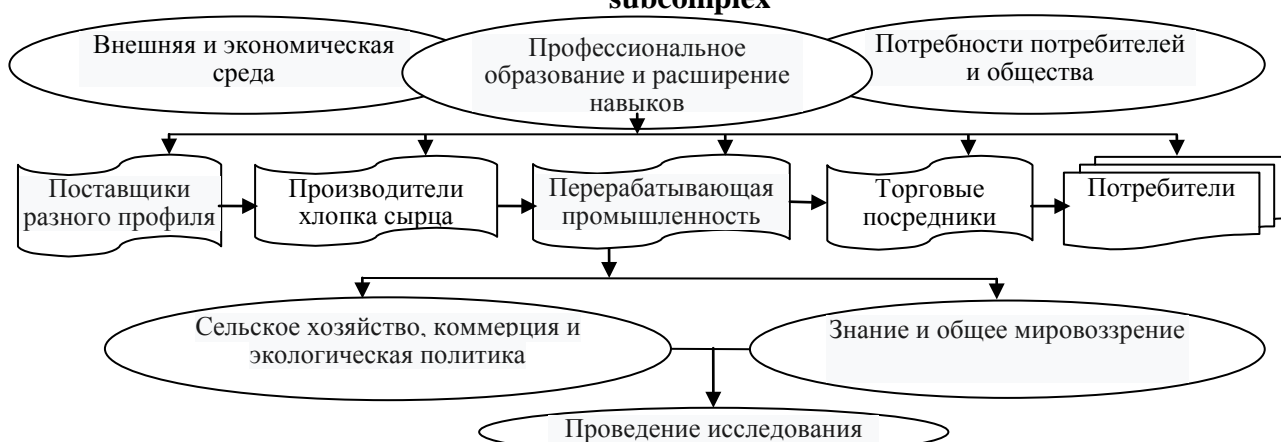 subcomplex
Внешняя и экономическая
среда
Профессиональное
образование и расширение
навыков
Потребности потребителей
и общества
Поставщики
разного профиля
Производители
хлопка сырца
Перерабатывающая
промышленность
Торговые
посредники
Потребители
Сельское хозяйство, коммерция и
экологическая политика
Знание и общее мировоззрение
Проведение исследования